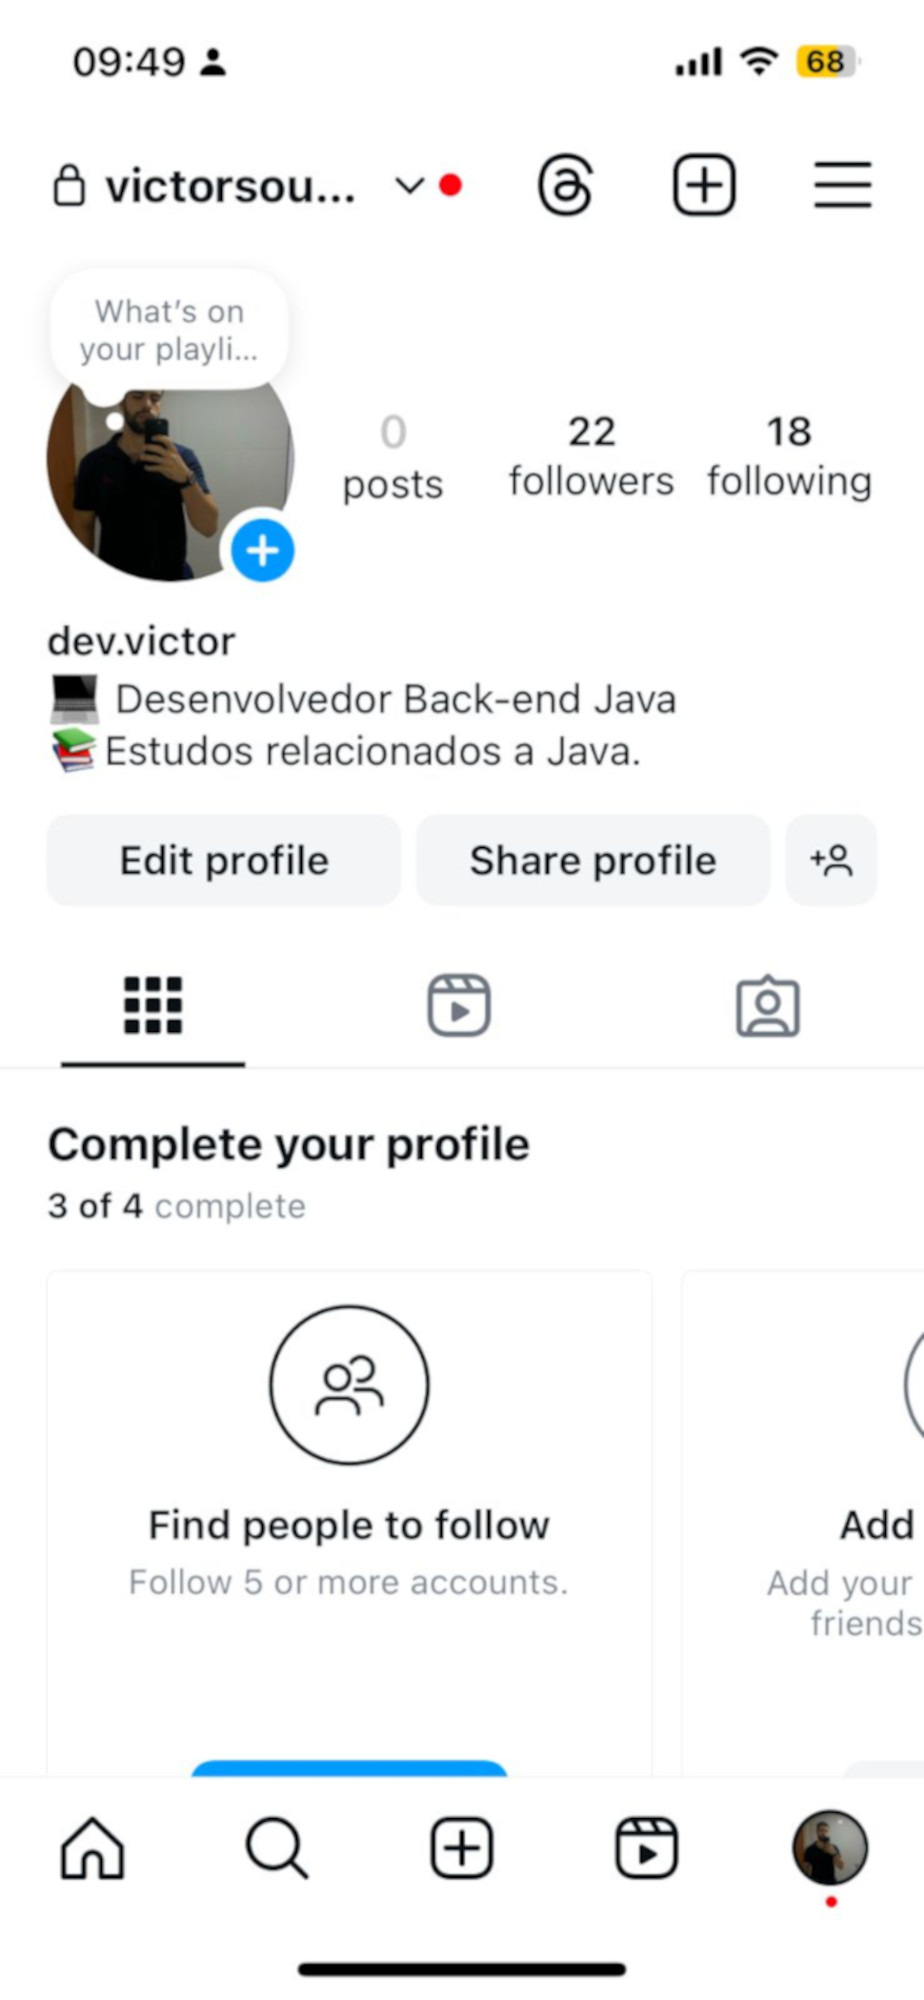 09:49
68
victorsou...
What's on
your playli...
0
posts
22
followers
18
following
dev.victor
Desenvolvedor Back-end Java
Estudos relacionados a Java.
Edit profile
Share profile
Complete your profile
3 of 4 complete
Find people to follow
Follow 5 or more accounts.
Add
Add your
friends